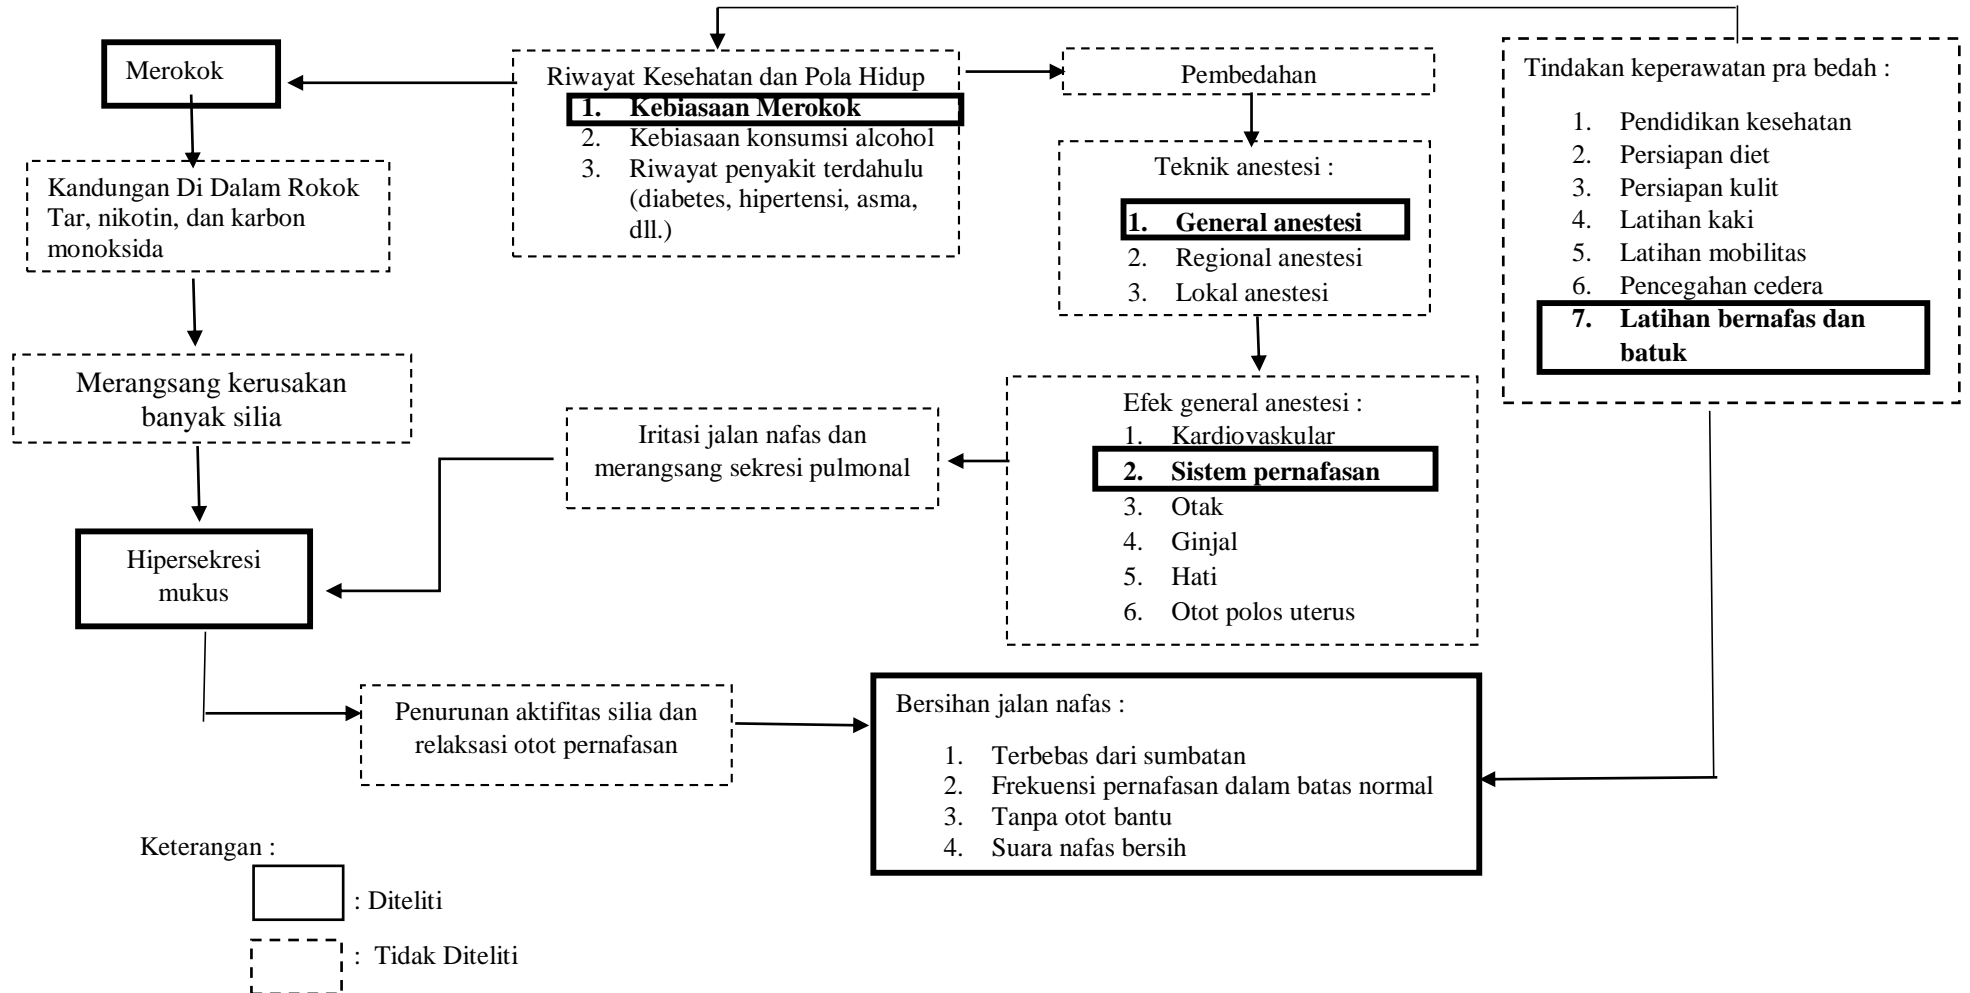 Merokok
Riwayat Kesehatan dan Pola Hidup
1. Kebiasaan Merokok
2. Kebiasaan konsumsi alcohol
3. Riwayat penyakit terdahulu
(diabetes, hipertensi, asma,
dll.)
Pembedahan
Tindakan keperawatan pra bedah :
1. Pendidikan kesehatan
2. Persiapan diet
3. Persiapan kulit
4. Latihan kaki
5. Latihan mobilitas
6. Pencegahan cedera
7. Latihan bernafas dan
batuk
Kandungan Di Dalam Rokok
Tar, nikotin, dan karbon
monoksida
Teknik anestesi :
1. General anestesi
2. Regional anestesi
3. Lokal anestesi
Merangsang kerusakan
banyak silia
Iritasi jalan nafas dan
merangsang sekresi pulmonal
Efek general anestesi :
1. Kardiovaskular
2. Sistem pernafasan
3. Otak
4. Ginjal
5. Hati
6. Otot polos uterus
Hipersekresi
mukus
Penurunan aktifitas silia dan
relaksasi otot pernafasan
Bersihan jalan nafas :
1. Terbebas dari sumbatan
2. Frekuensi pernafasan dalam batas normal
3. Tanpa otot bantu
4. Suara nafas bersih
Keterangan :
: Diteliti
: Tidak Diteliti